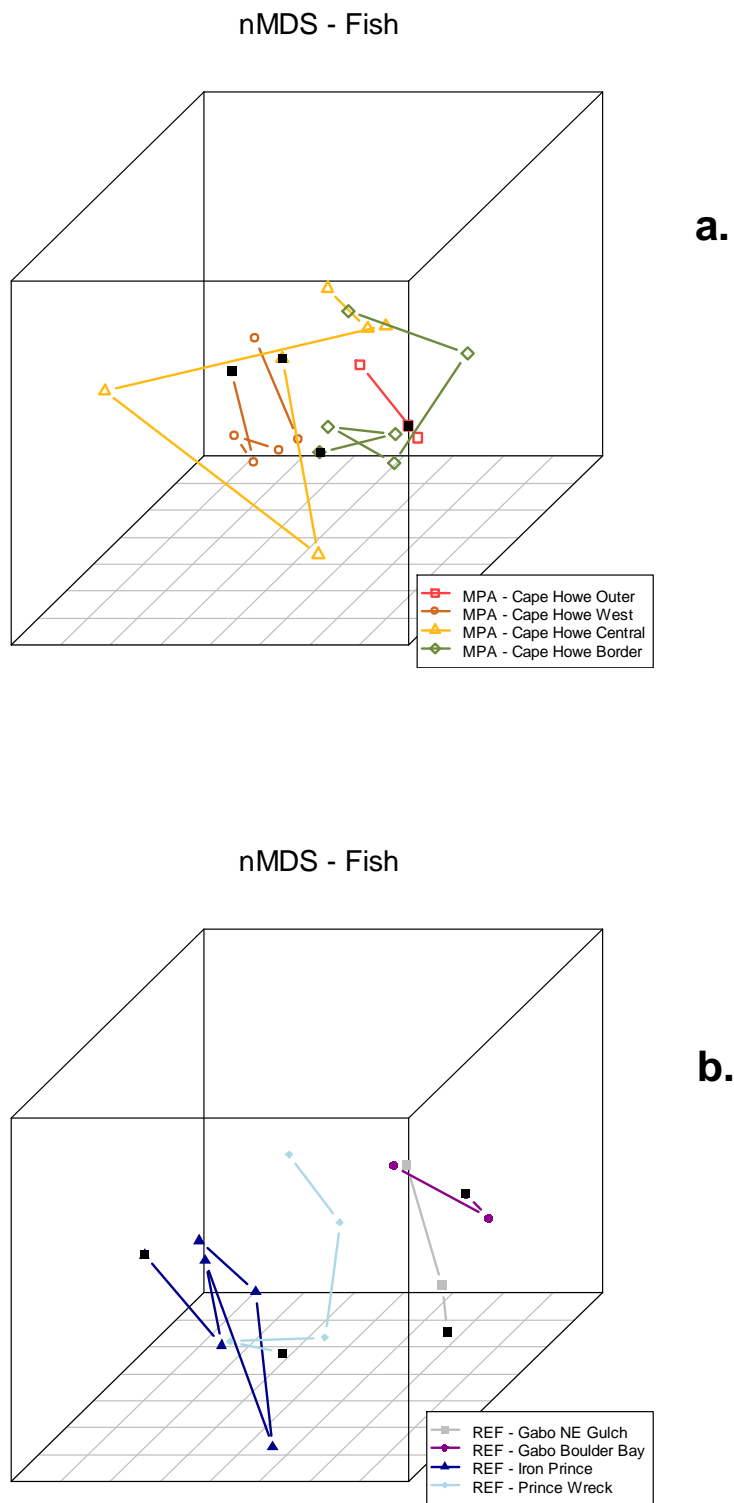 nMDS - Fish
a.
MPA - Cape Howe Outer
MPA - Cape Howe West
MPA - Cape Howe Central
MPA - Cape Howe Border
nMDS - Fish
b.
REF - Gabo NE Gulch
REF - Gabo Boulder Bay
REF - Iron Prince
REF - Prince Wreck